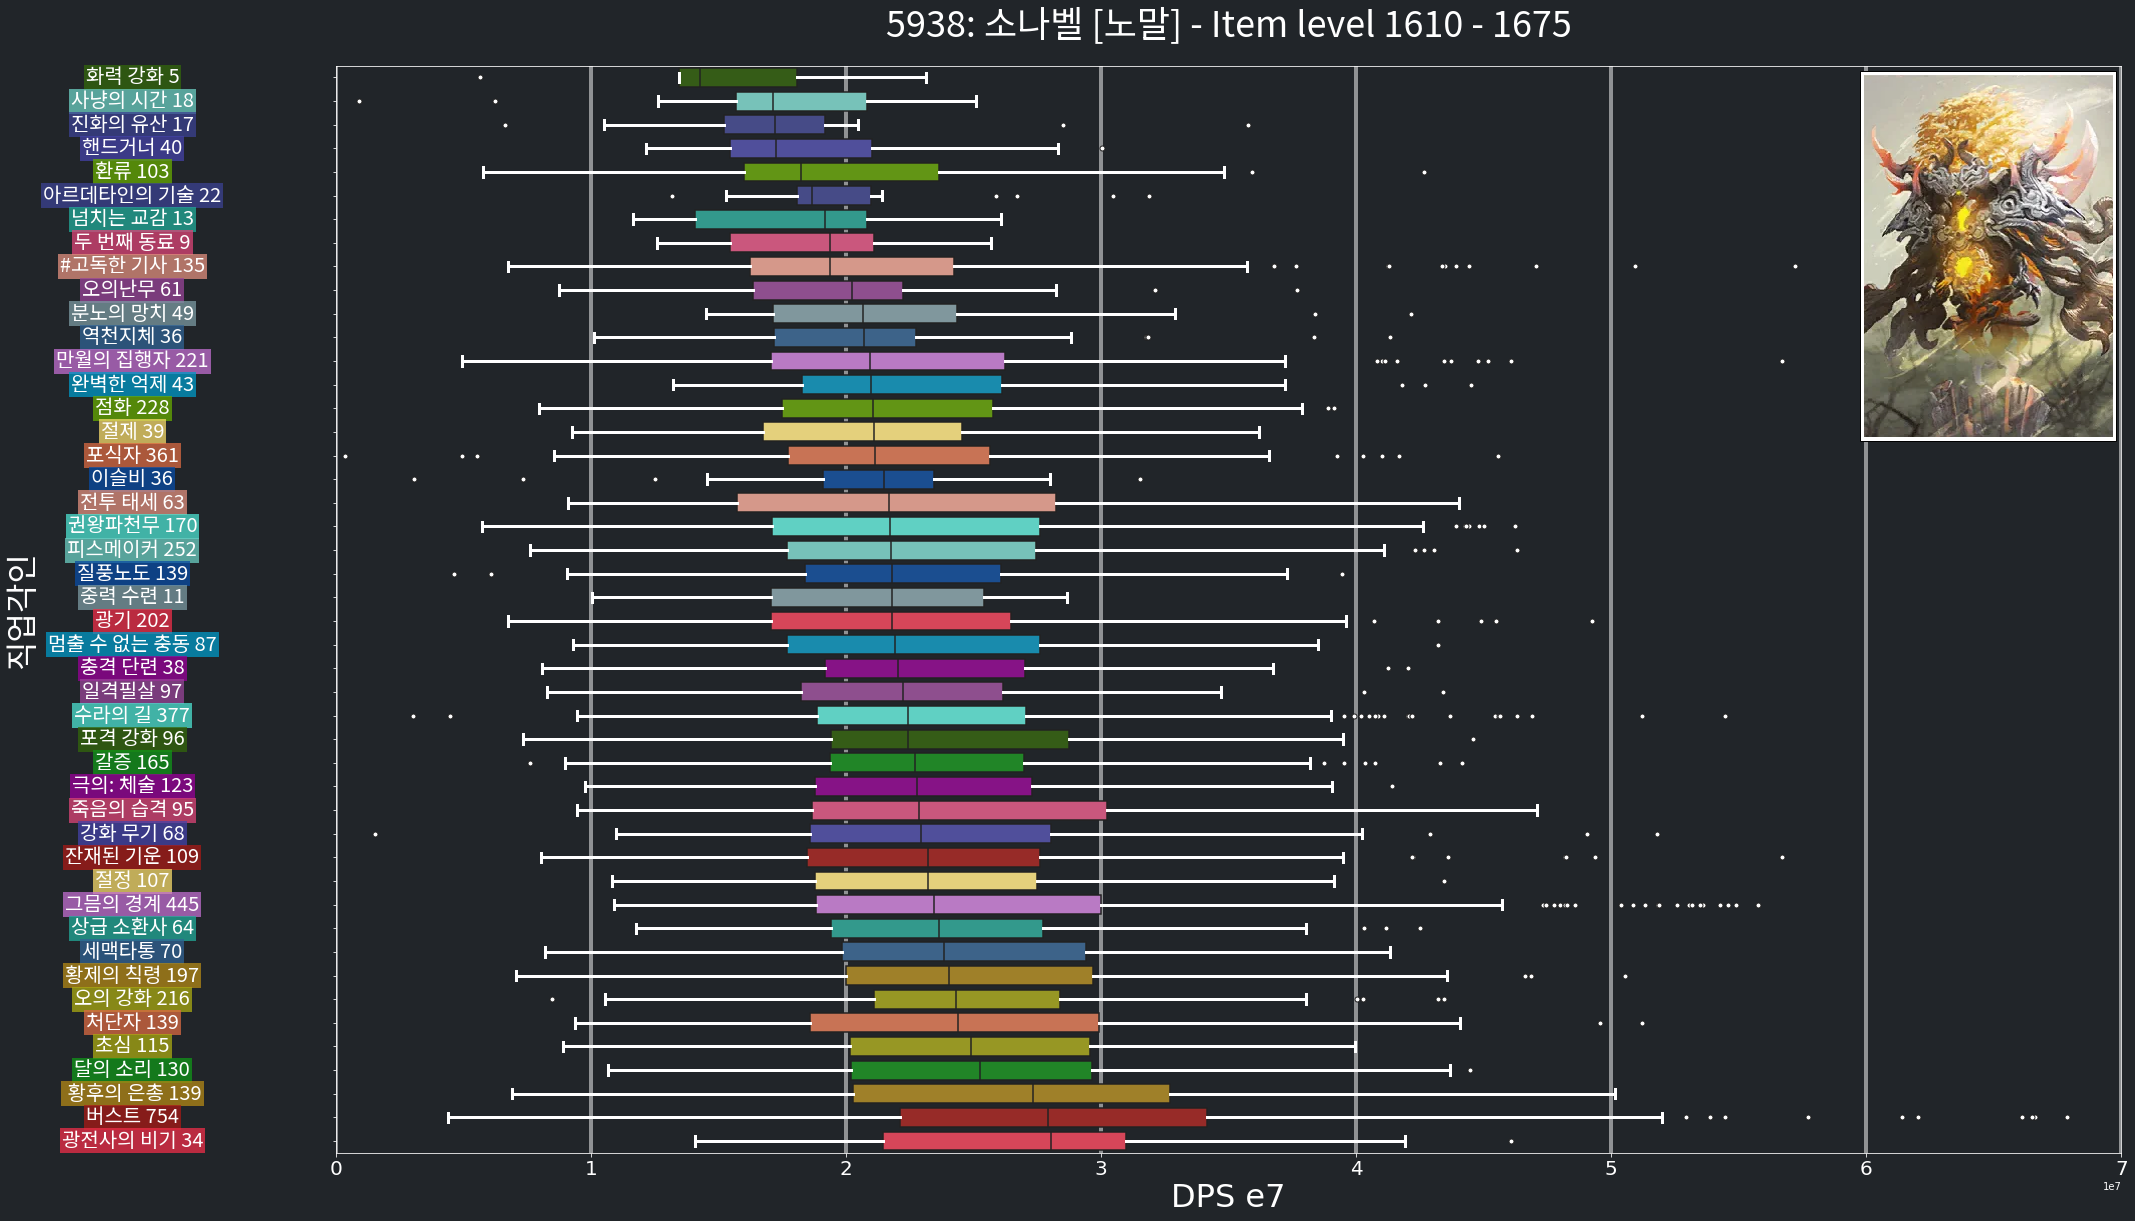 5938: 소나벨 [노말] - Item level 1610 - 1675
직업각인
화력 강화 5
사냥의 시간 18
진화의 유산 17
핸드거너 40
환류 103
아르데타인의 기술 22
넘치는 교감 13
두 번째 동료 9
#고독한 기사 135
오의난무 61
분노의 망치 49
역천지체 36
만월의 집행자 221
완벽한 억제 43
점화 228
절제 39
포식자 361
이슬비 36
전투 태세 63
권왕파천무 170
피스메이커 252
질풍노도 139
중력 수련 11
광기 202
멈출 수 없는 충동 87
충격 단련 38
일격필살 97
수라의 길 377
포격 강화 96
갈증 165
극의: 체술 123
죽음의 습격 95
강화 무기 68
잔재된 기운 109
절정 107
그믐의 경계 445
상급 소환사 64
세맥타통 70
황제의 칙령 197
오의 강화 216
처단자 139
초심 115
달의 소리 130
황후의 은총 139
버스트 754
광전사의 비기 34
0 1 2 3 4 5 6 7
1e7
DPS e7